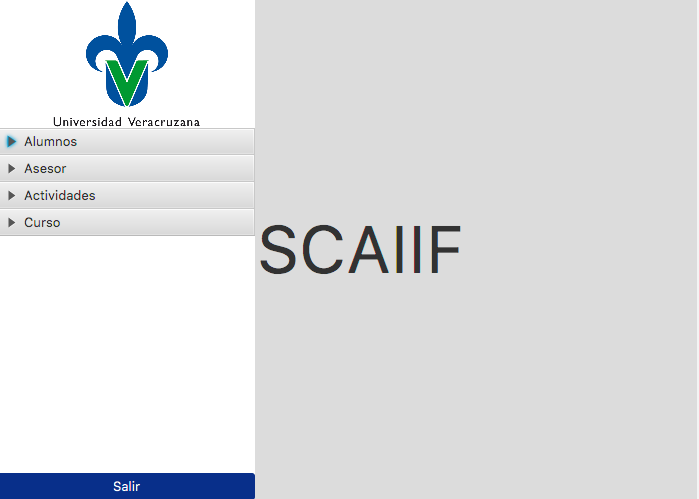 Universidad Veracruzana
Alumnos
Asesor
Actividades
Curso
SCAIIF
Salir